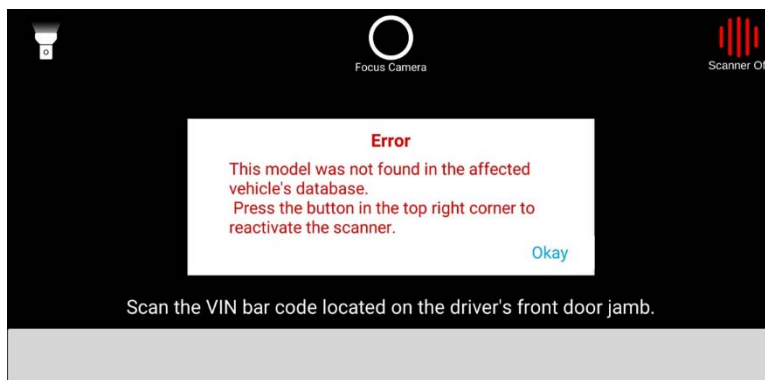 Focus Camera
Scanner Of
Error
This model was not found in the affected
vehicle's database.
Press the button in the top right corner to
reactivate the scanner.
Okay
Scan the VIN bar code located on the driver's front door jamb.